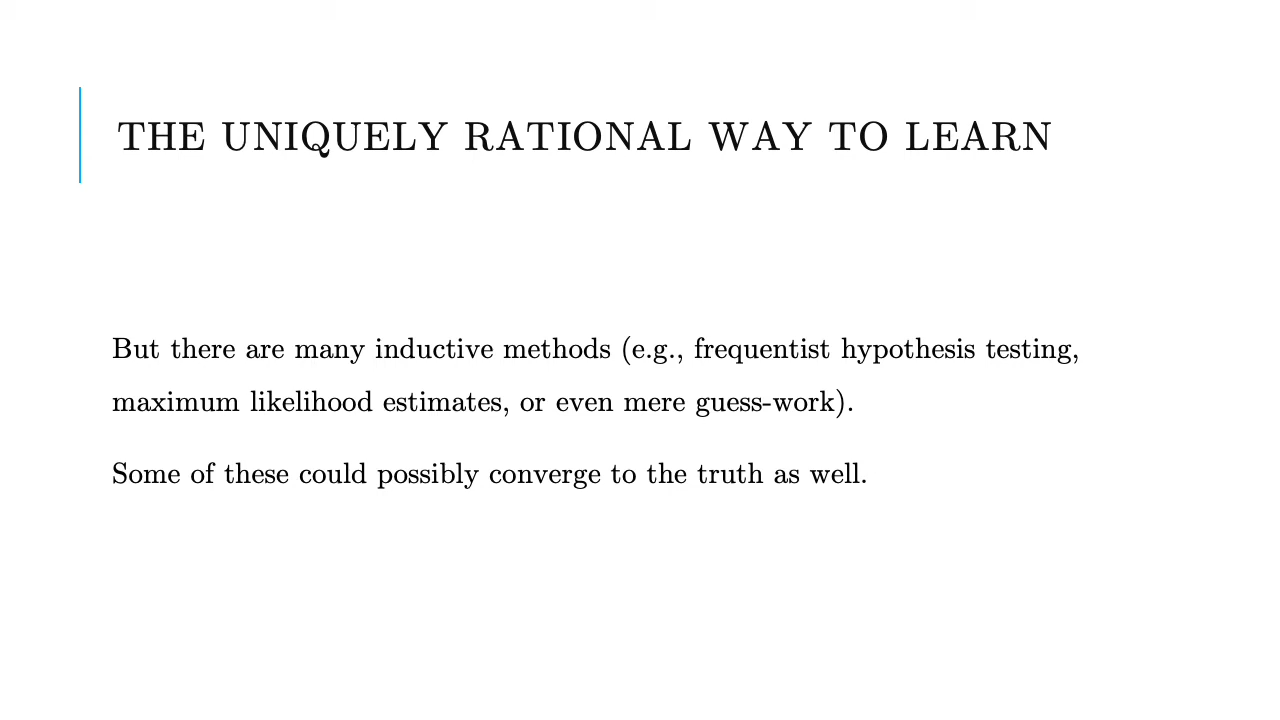 THE UNIQUELY RATIONAL WAY TO LEARN
But there are many inductive methods (e.g., frequentist hypothesis testing,
maximum likelihood estimates, or even mere guess-work).
Some of these could possibly converge to the truth as well.